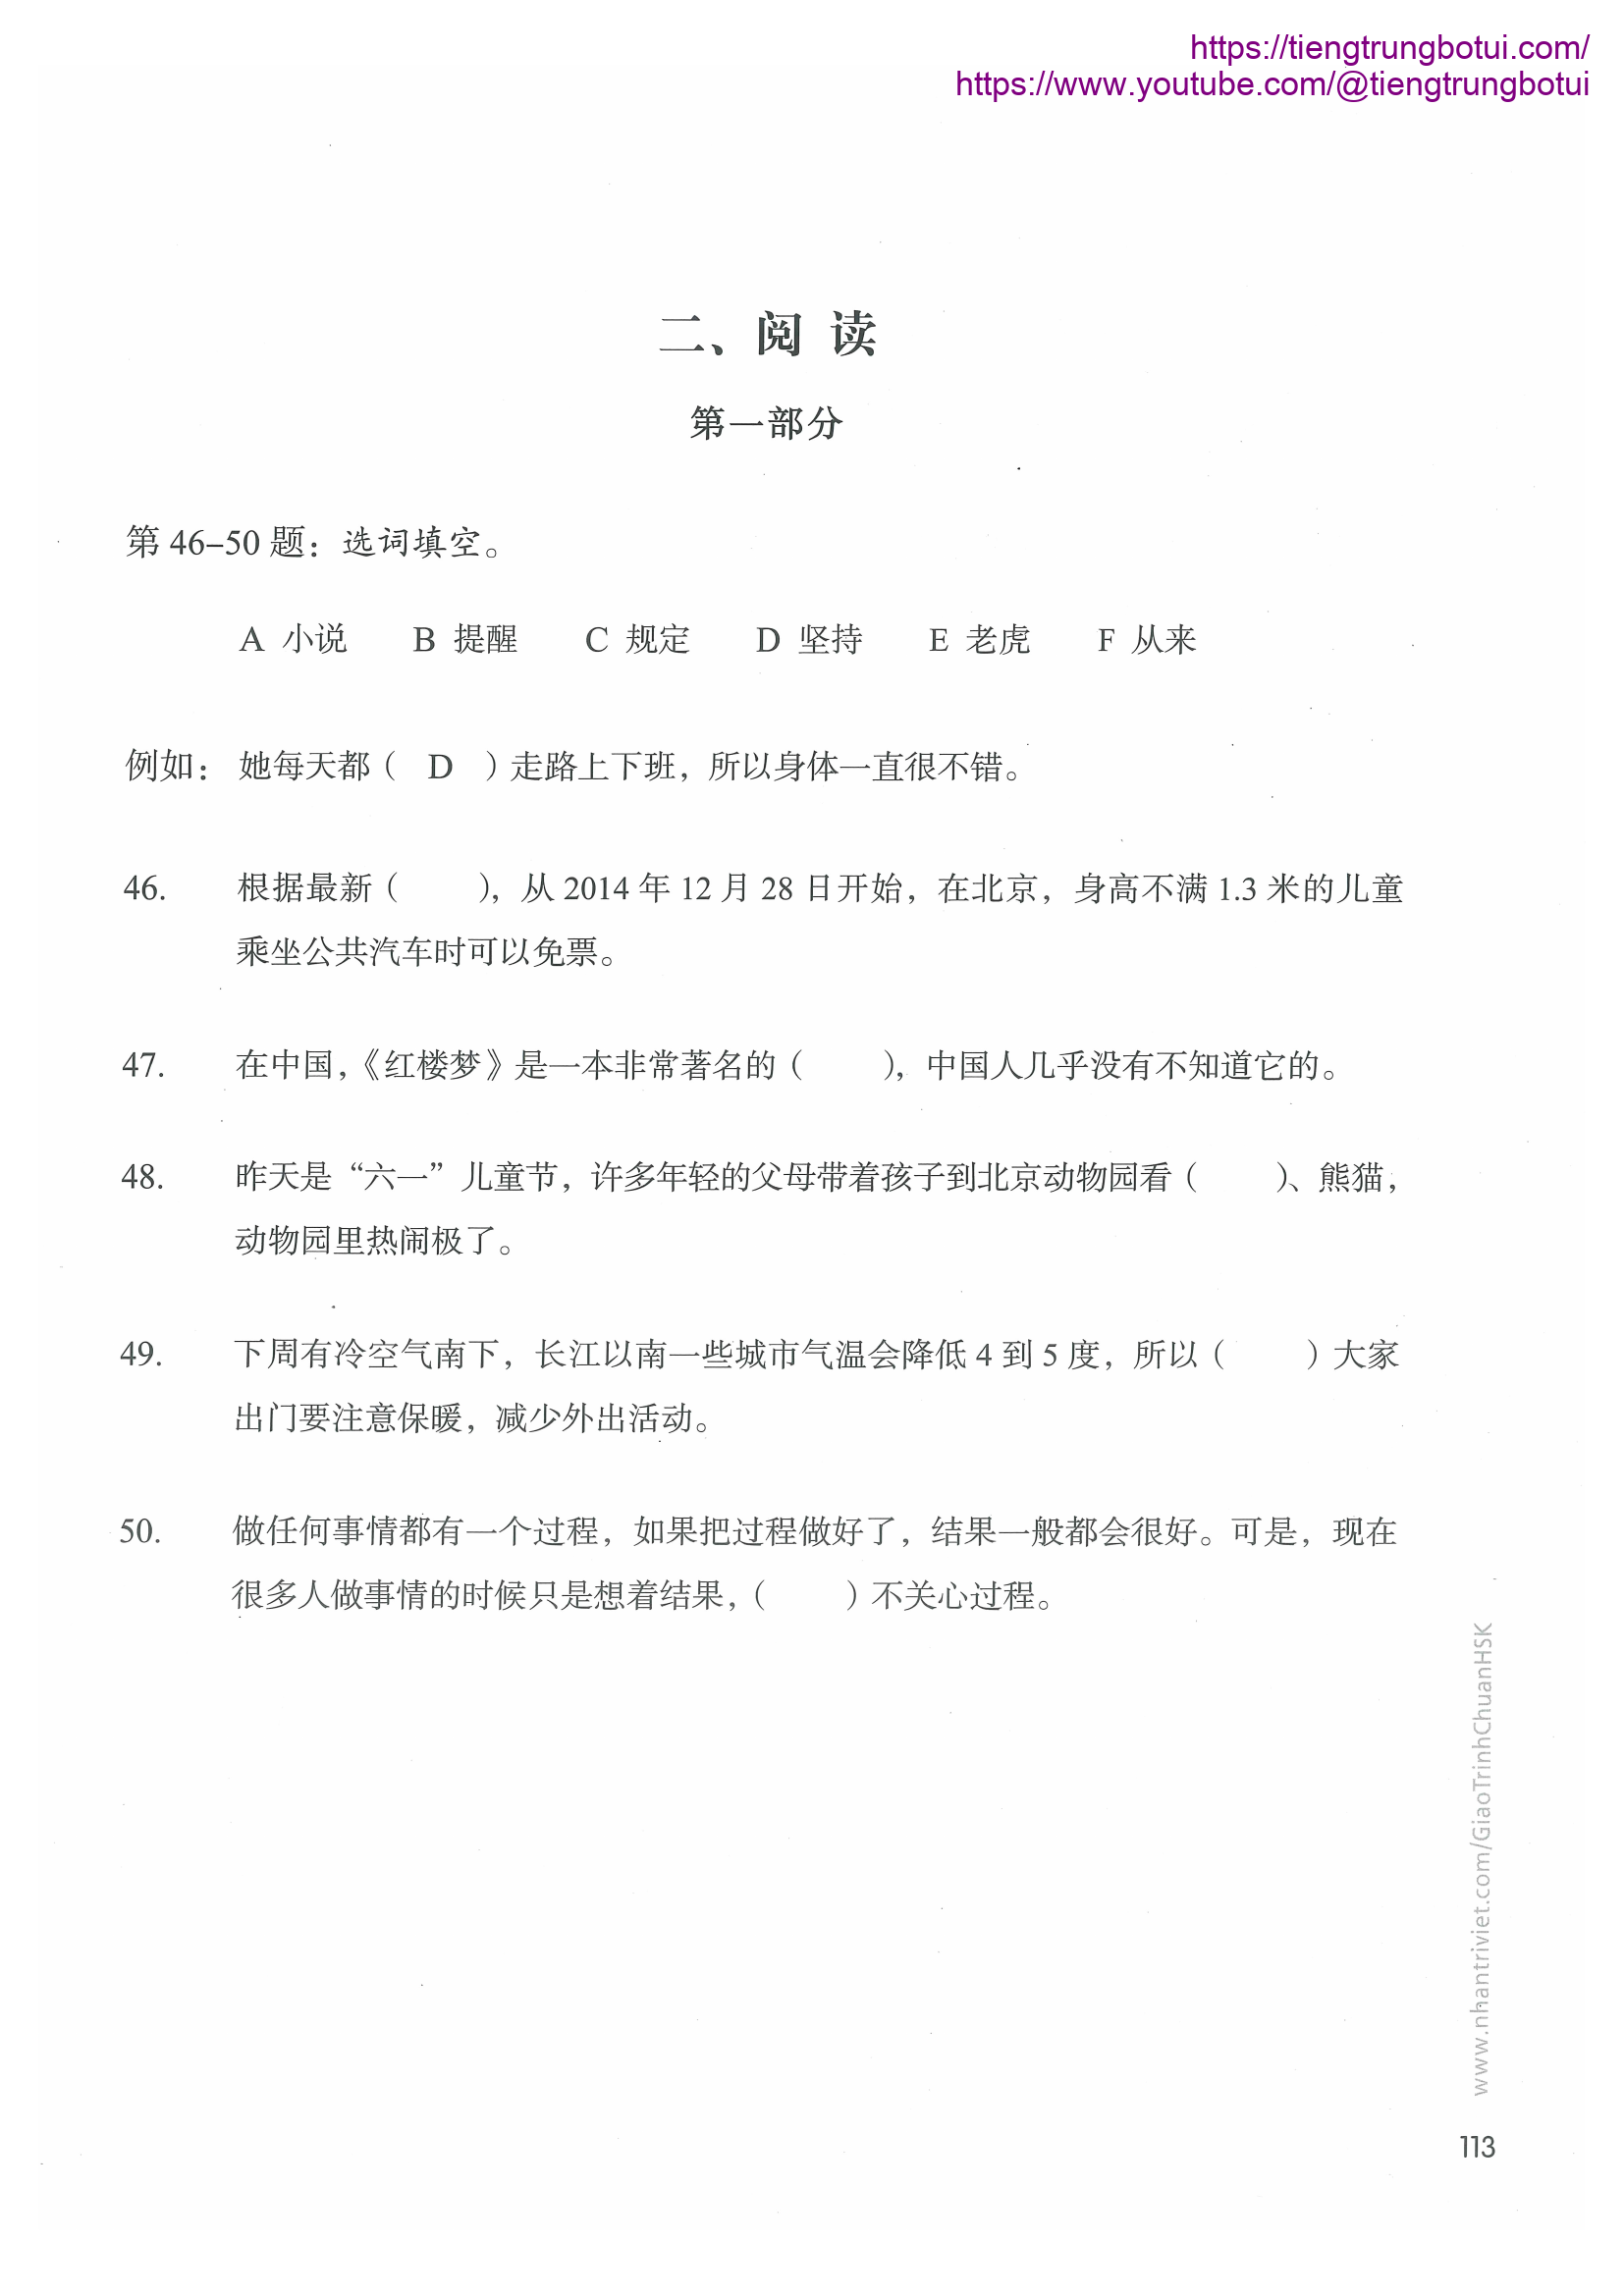 https://tiengtrungbotui.com/
https://www.youtube.com/@tiengtrungbotui
二、阅 读
第一部分
第 46–50 题：选词填空。
A 小说 B 提醒 C 规定 D 坚持 E 老虎 F 从来
例如： 她每天都（ D ）走路上下班，所以身体一直很不错。
46. 根据最新（ ），从 2014 年 12 月 28 日开始，在北京，身高不满 1.3 米的儿童
乘坐公共汽车时可以免票。
47. 在中国，《红楼梦》是一本非常著名的（ ），中国人几乎没有不知道它的。
48. 昨天是“六一”儿童节，许多年轻的父母带着孩子到北京动物园看（ ）、熊猫，
动物园里热闹极了。
49. 下周有冷空气南下，长江以南一些城市气温会降低 4 到 5 度，所以（ ）大家
出门要注意保暖，减少外出活动。
50. 做任何事情都有一个过程，如果把过程做好了，结果一般都会很好。可是，现在
很多人做事情的时候只是想着结果，（ ）不关心过程。
www.nhantriviet.com/GiaoTrinhChuanHSK
113